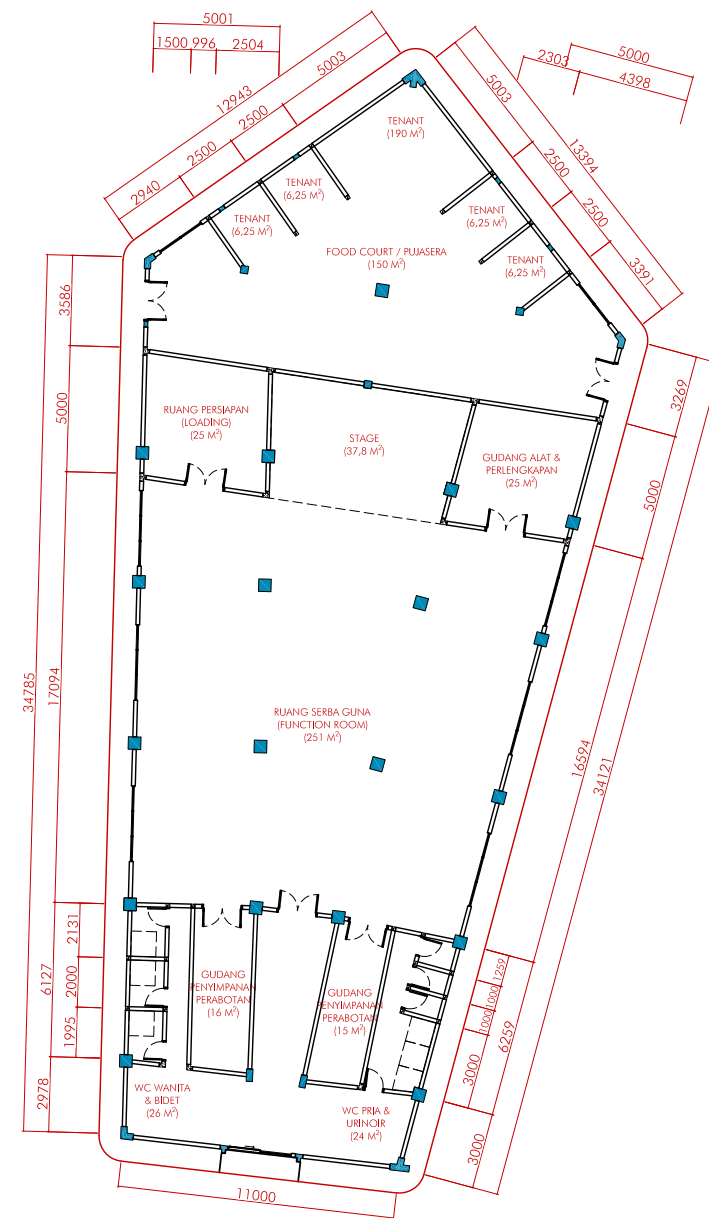 5001
1500 996 2504
12943
5003
2500
2500
2940
2303
5000
4398
5003
13394
2500
2500
3391
TENANT
(190 M²)
TENANT
(6,25 M²)
TENANT
(6,25 M²)
TENANT
(6,25 M²)
TENANT
(6,25 M²)
FOOD COURT / PUJASERA
(150 M²)
3586
5000
34785
17094
6127
2131
2000
1995
2978
3269
5000
16594
34121
1259
1000
1000
6259
3000
3000
RUANG PERSIAPAN
(LOADING)
(25 M²)
STAGE
(37,8 M²)
GUDANG ALAT &
PERLENGKAPAN
(25 M²)
RUANG SERBA GUNA
(FUNCTION ROOM)
(251 M²)
GUDANG
PENYIMPANAN
PERABOTAN
(16 M²)
GUDANG
PENYIMPANAN
PERABOTAN
(15 M²)
WC WANITA
& BIDET
(26 M²)
WC PRIA &
URINOIR
(24 M²)
11000